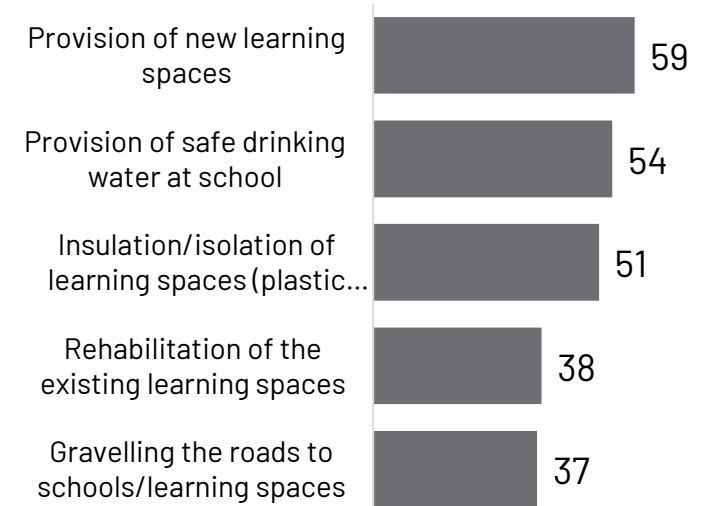 Provision of new learning
spaces
59
Provision of safe drinking
water at school
54
Insulation/isolation of
learning spaces (plastic...
51
Rehabilitation of the
existing learning spaces
38
Gravelling the roads to
schools/learning spaces
37